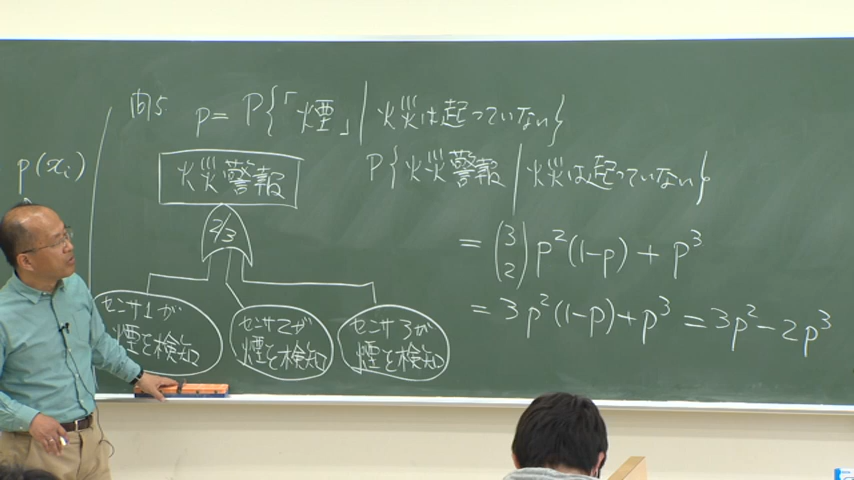 問5 p = P{「煙」|火災は起っていない}
p(xi)
火災警報
2/3
センサ1が
煙を検知
センサ2が
煙を検知
センサ3が
煙を検知
P{火災警報|火災は起っていない}
= (3 2) p²(1-p) + p³
= 3p²(1-p) + p³ = 3p² - 2p³